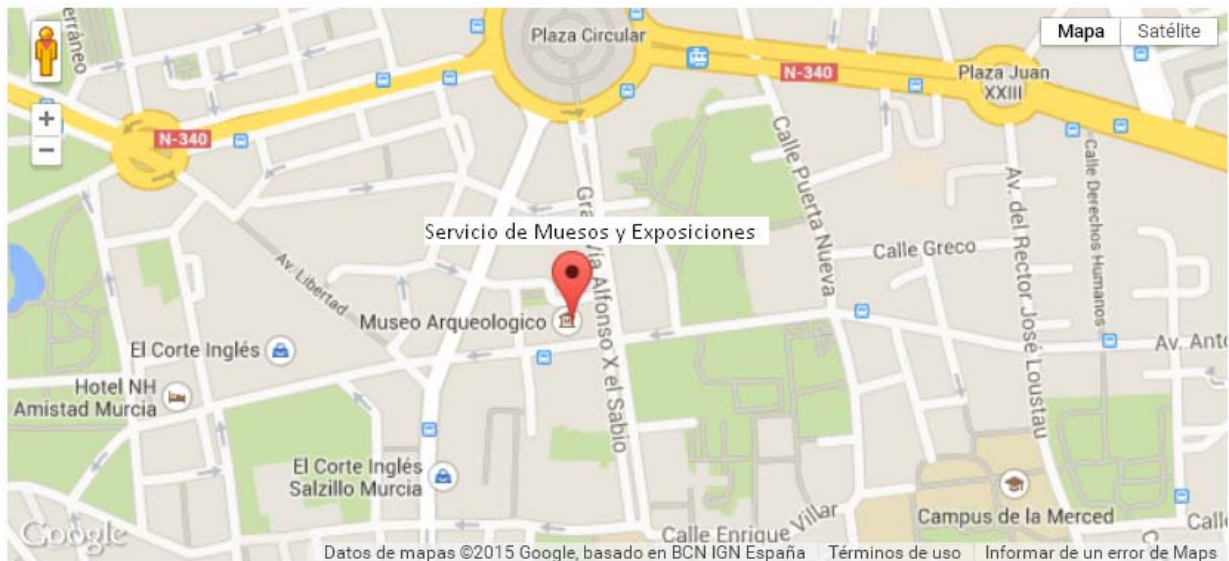 erráneo
Plaza Circular
Mapa
Satélite
+
−
N-340
N-340
Plaza Juan
XXIII
Calle Puerta Nueva
Calle Derechos Humanos
Av. del Rector José Loustau
Servicio de Muesos y Exposiciones
Gran Vía Alfonso X el Sabio
Calle Greco
Av. Libertad
Museo Arqueologico
El Corte Inglés
Av. Anto
Hotel NH
Amistad Murcia
El Corte Inglés
Salzillo Murcia
Campus de la Merced
Calle Enrique Villar
Calle
C
Google
Datos de mapas ©2015 Google, basado en BCN IGN España
Términos de uso
Informar de un error de Maps